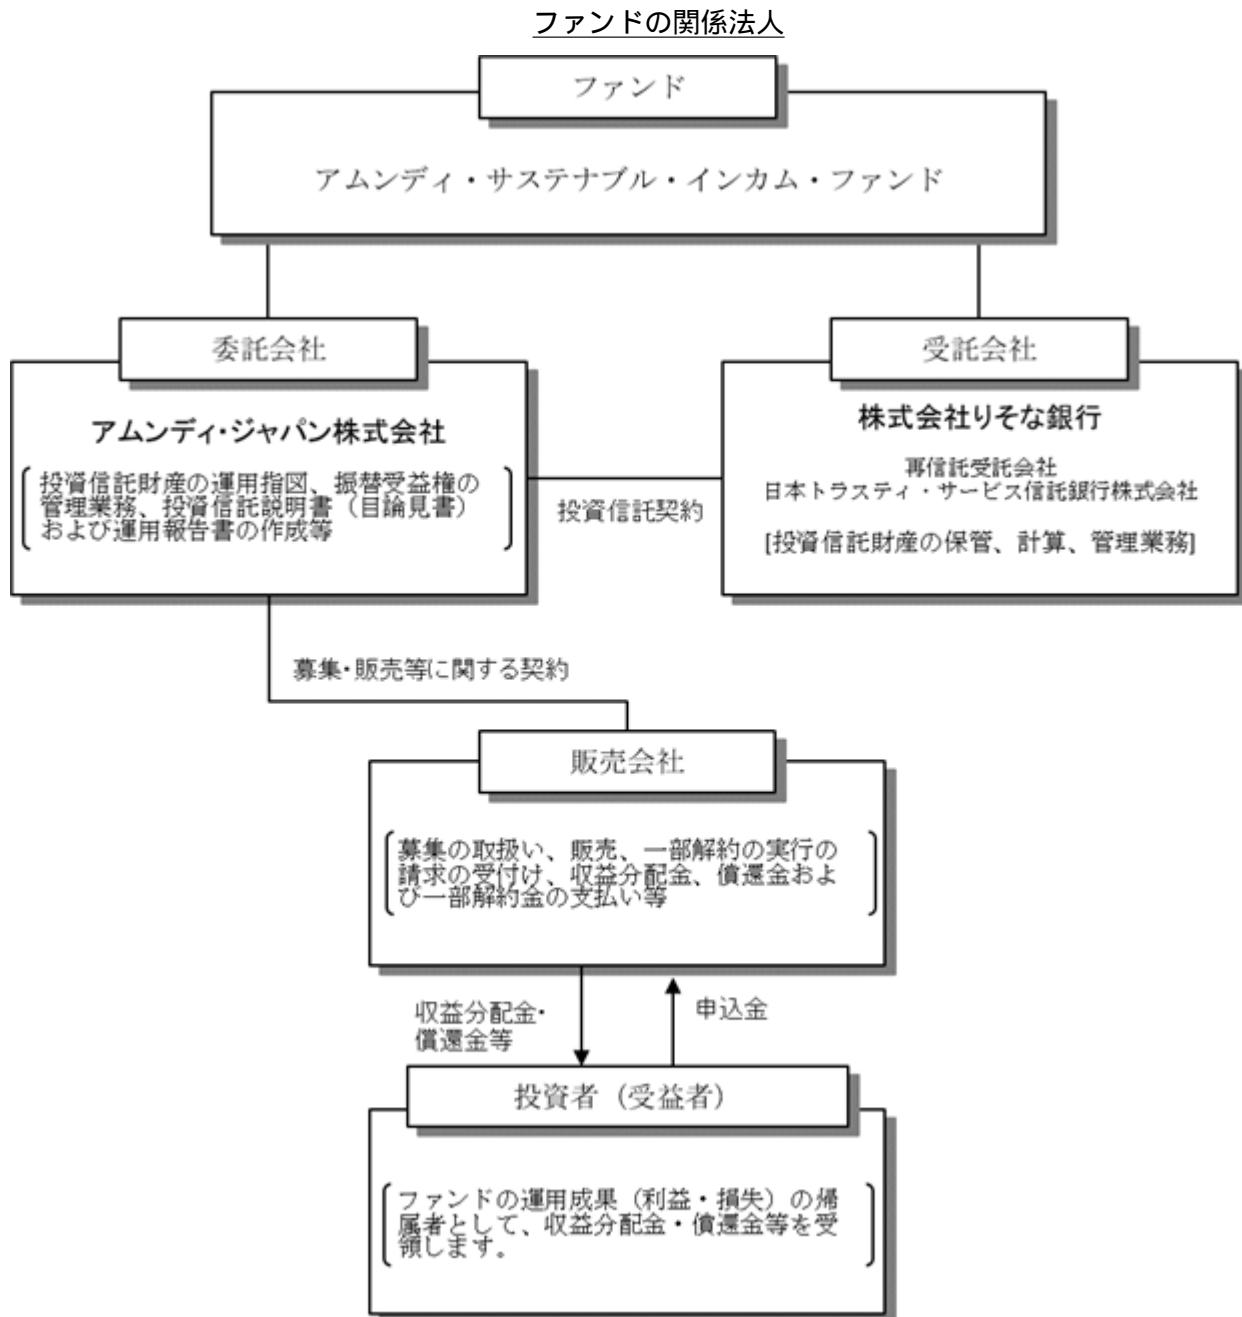 ファンドの関係法人
ファンド
アムンディ・サステナブル・インカム・ファンド
委託会社
アムンディ・ジャパン株式会社
投資信託財産の運用指図、振替受益権の
管理業務、投資信託説明書（目論見書）
および運用報告書の作成等
投資信託契約
受託会社
株式会社りそな銀行
再信託受託会社
日本トラスティ・サービス信託銀行株式会社
[投資信託財産の保管、計算、管理業務]
募集・販売等に関する契約
販売会社
募集の取扱い、販売、一部解約の実行の
請求の受付け、収益分配金、償還金およ
び一部解約金の支払い等
収益分配金・
償還金等
申込金
投資者（受益者）
ファンドの運用成果（利益・損失）の帰
属者として、収益分配金・償還金等を受
領します。